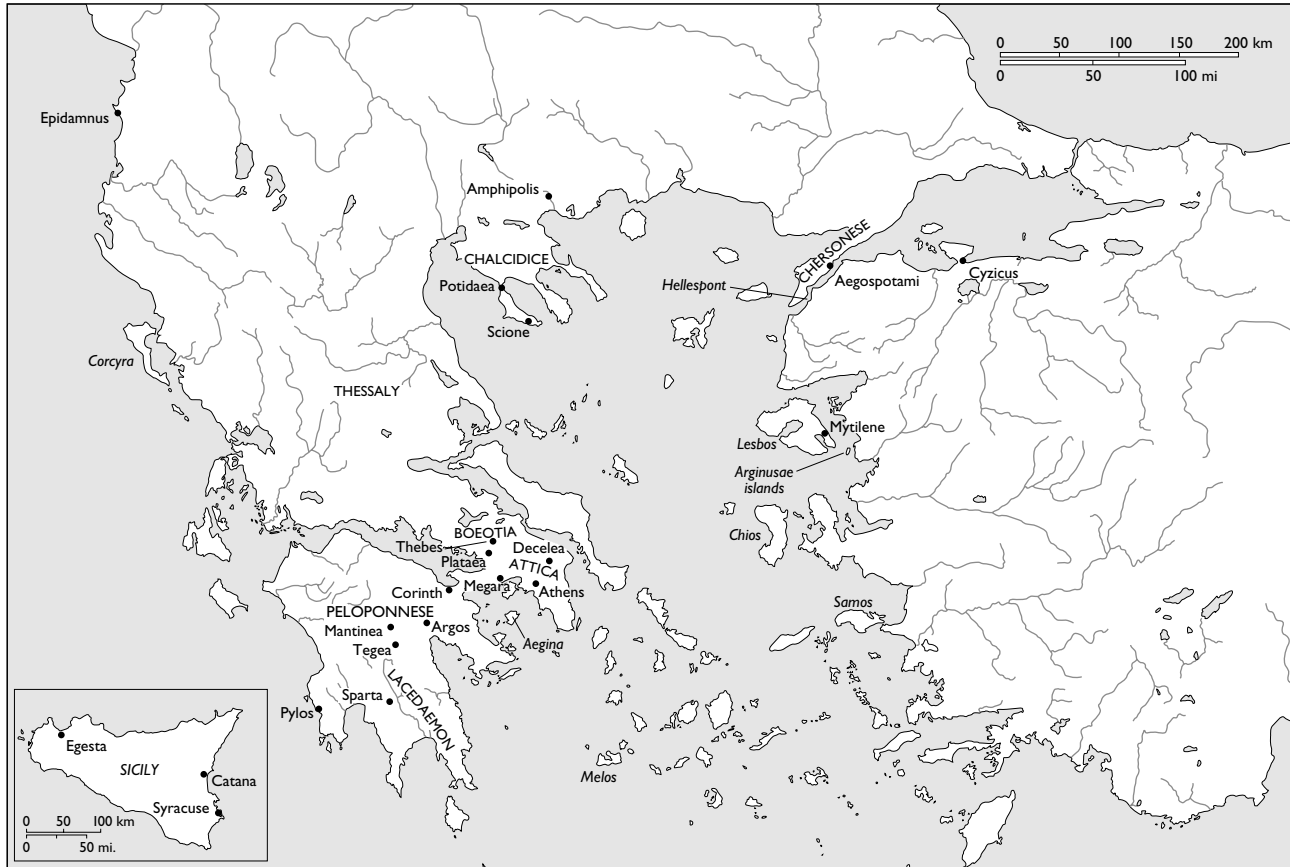 0 50 100 150 200 km
0 50 100 mi
Epidamnus
Amphipolis
CHALCIDICE
Potidaea
Scione
CHERSONESE
Hellespont
Aegospotami
Cyzicus
Corcyra
THESSALY
Lesbos
Mytilene
Arginusae
islands
Chios
BOEOTIA
Thebes
Decelea
Plataea
ATTICA
Megara
Athens
Corinth
PELOPONNESE
Argos
Mantinea
Aegina
Tegea
Samos
Sparta
LACEDAEMON
Pylos
Melos
Egesta
SICILY
Catana
Syracuse
0 50 100 km
0 50 mi.